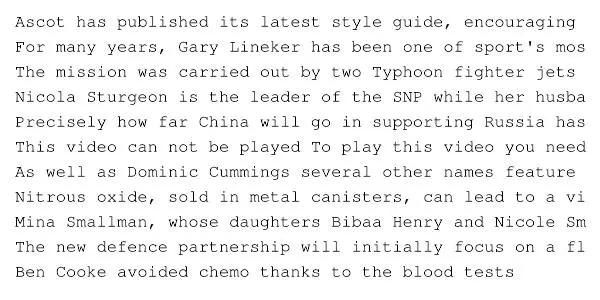 Ascot has published its latest style guide, encouraging
For many years, Gary Lineker has been one of sport's mos
The mission was carried out by two Typhoon fighter jets
Nicola Sturgeon is the leader of the SNP while her husba
Precisely how far China will go in supporting Russia has
This video can not be played To play this video you need
As well as Dominic Cummings several other names feature
Nitrous oxide, sold in metal canisters, can lead to a vi
Mina Smallman, whose daughters Bibaa Henry and Nicole Sm
The new defence partnership will initially focus on a fl
Ben Cooke avoided chemo thanks to the blood tests